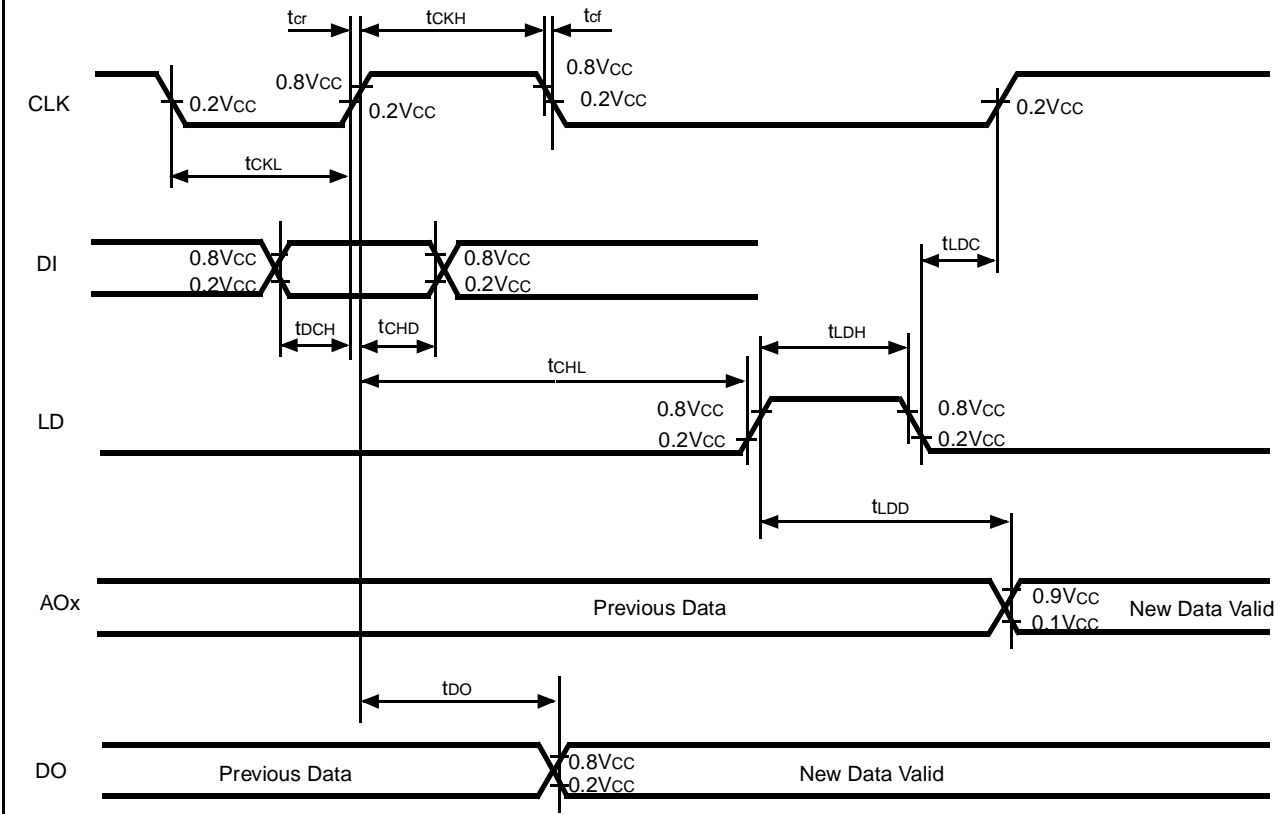 tcr
tCKH
tcf
CLK
0.2VCC
0.8VCC
0.2VCC
0.8VCC
0.2VCC
0.2VCC
tCKL
DI
0.8VCC
0.2VCC
0.8VCC
0.2VCC
tLDC
tDCH
tCHD
tLDH
tCHL
LD
0.8VCC
0.2VCC
0.8VCC
0.2VCC
tLDD
AOx
Previous Data
0.9VCC
0.1VCC
New Data Valid
tDO
DO
Previous Data
0.8VCC
0.2VCC
New Data Valid